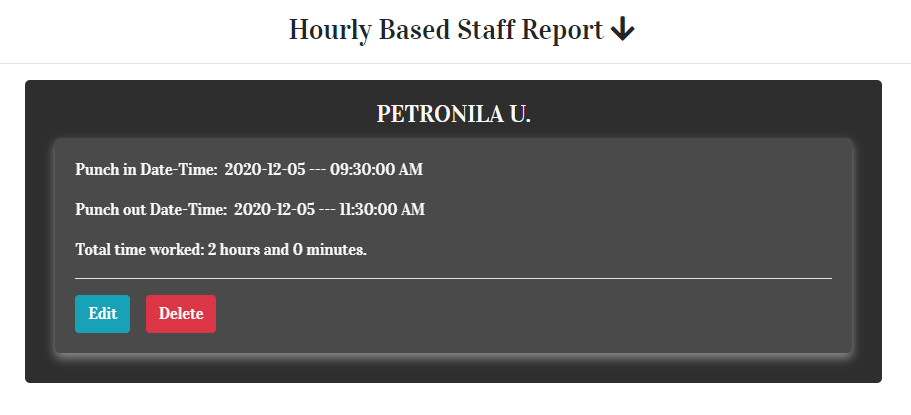 Hourly Based Staff Report
PETRONILA U.
Punch in Date-Time: 2020-12-05 --- 09:30:00 AM
Punch out Date-Time: 2020-12-05 --- 11:30:00 AM
Total time worked: 2 hours and 0 minutes.
Edit Delete